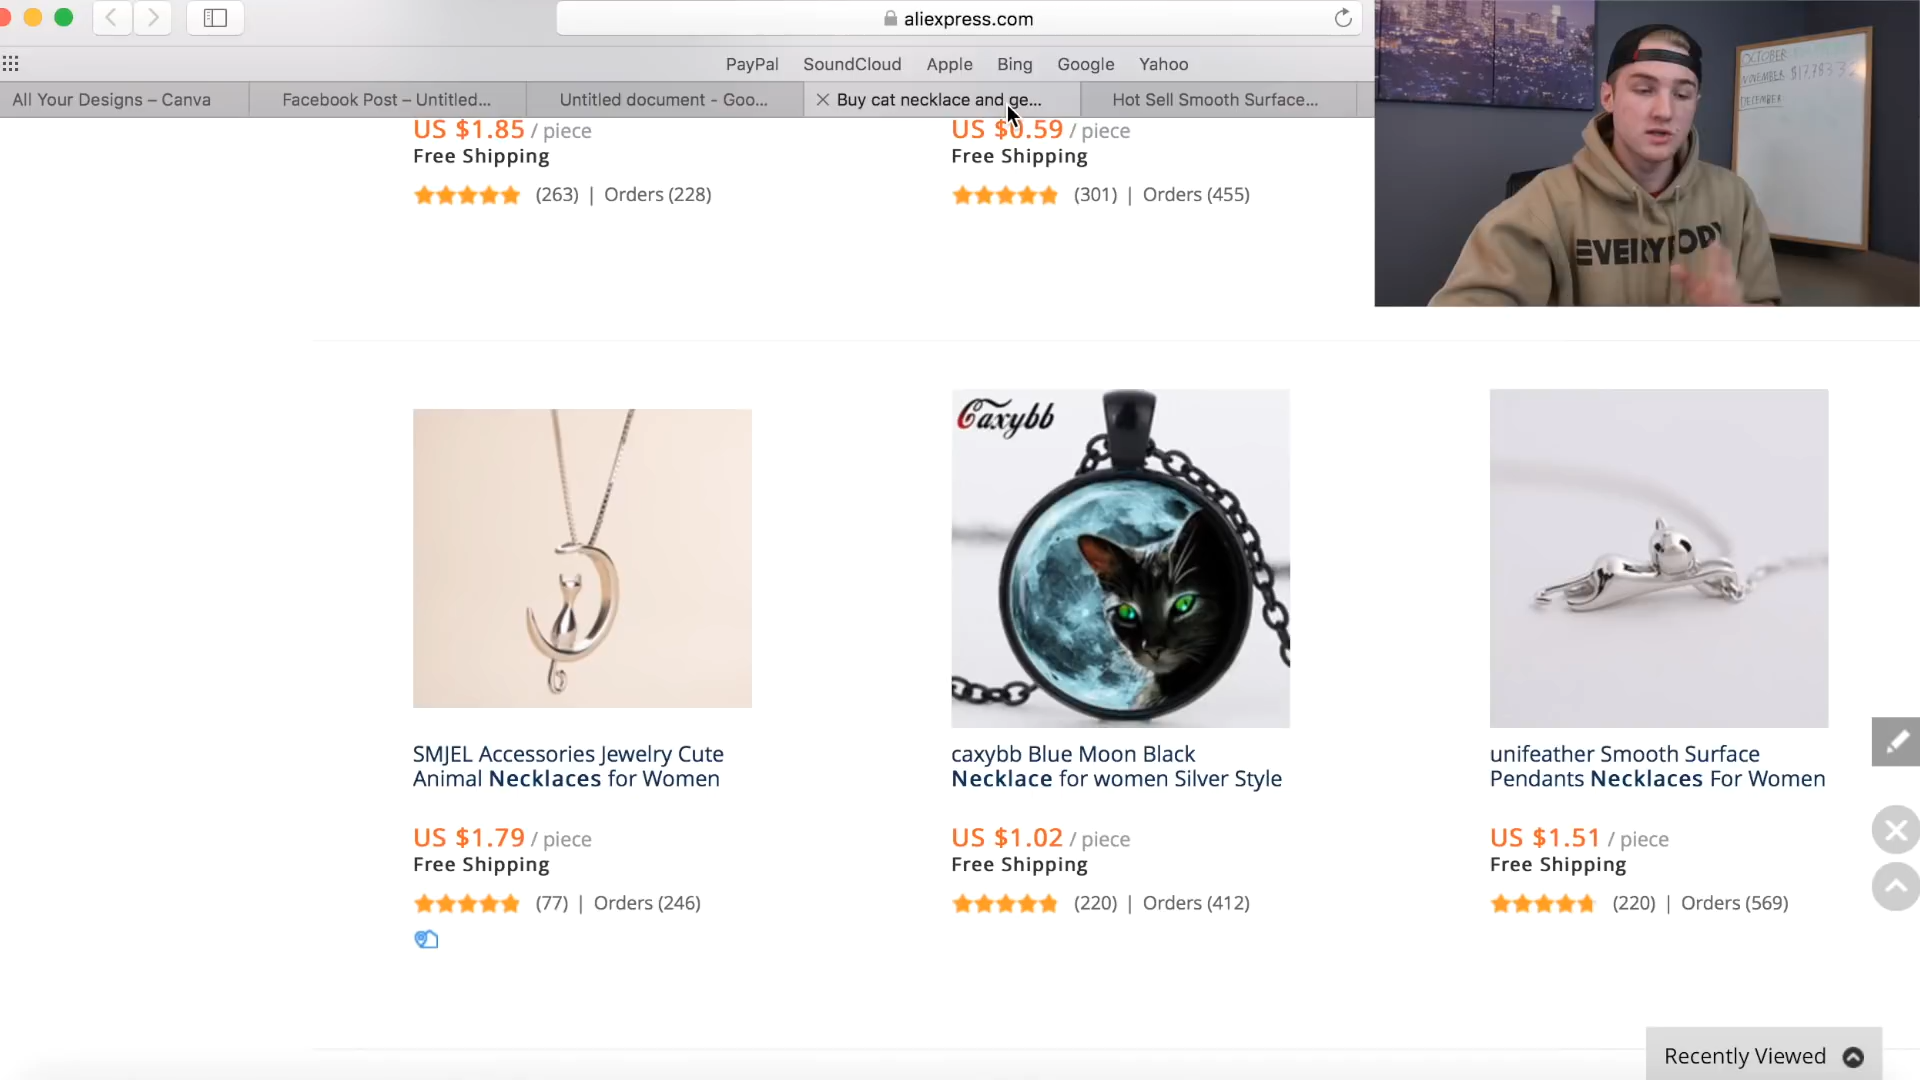 aliexpress.com
PayPal SoundCloud Apple Bing Google Yahoo
All Your Designs – Canva
Facebook Post – Untitled...
Untitled document - Goo...
Buy cat necklace and ge...
Hot Sell Smooth Surface...
OCTOBER:
NOVEMBER:
DECEMBER:
EVERYBODY
US $1.85 / piece
Free Shipping
(263) | Orders (228)
US $0.59 / piece
Free Shipping
(301) | Orders (455)
Caxybb
SMJEL Accessories Jewelry Cute
Animal Necklaces for Women
US $1.79 / piece
Free Shipping
(77) | Orders (246)
caxybb Blue Moon Black
Necklace for women Silver Style
US $1.02 / piece
Free Shipping
(220) | Orders (412)
unifeather Smooth Surface
Pendants Necklaces For Women
US $1.51 / piece
Free Shipping
(220) | Orders (569)
Recently Viewed